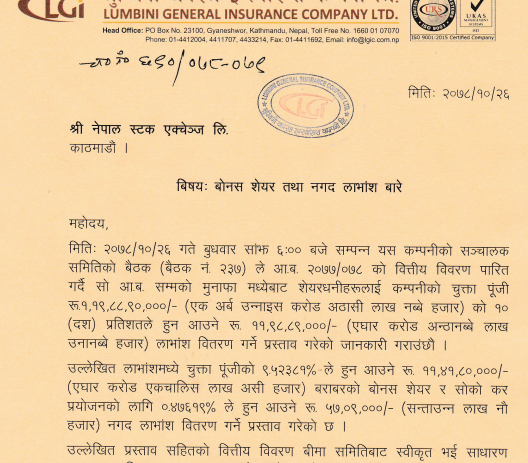 LGI
LUMBINI GENERAL INSURANCE COMPANY LTD.
Head Office: PO Box No. 23100, Gyaneshwor, Kathmandu, Nepal, Toll Free No. 1660 01 07070
Phone: 01-4412004, 4411707, 4433214, Fax: 01-4411692, Email: info@lgic.com.np
URS
UKAS
ISO 9001-2015 Certified Company
च० नं० ६९०/०७८-०७९
मितिः २०७८/१०/२६
LUMBINI GENERAL INSURANCE COMPANY LTD.
LGI
श्री नेपाल स्टक एक्चेञ्ज लि.
काठमाडौं ।
बिषयः बोनस शेयर तथा नगद लाभांश बारे
महोदय,
मितिः २०७८/१०/२६ गते बुधवार सांझ ६:०० बजे सम्पन्न यस कम्पनीको सञ्चालक
समितिको बैठक (बैठक नं. २३७) ले आ.ब. २०७७/०७८ को वित्तीय विवरण पारित
गर्दै सो आ.ब. सम्मको मुनाफा मध्येबाट शेयरधनीहरूलाई कम्पनीको चुक्ता पूंजी
रू.१,१९,८८,९०,०००/- (एक अर्ब उन्नाइस करोड अठासी लाख नब्बे हजार) को १०
(दश) प्रतिशतले हुन आउने रू. ११,९८,८९,०००/- (एघार करोड अन्ठानब्बे लाख
उनानब्बे हजार) लाभांश वितरण गर्ने प्रस्ताव गरेको जानकारी गराउंछौ ।
उल्लेखित लाभांशमध्ये चुक्ता पूंजीको ९.५२३८१% ले हुन आउने रू. ११,४१,८०,०००/-
(एघार करोड एकचालिस लाख असी हजार) बराबरको बोनस शेयर र सोको कर
प्रयोजनको लागि ०.४७६१९% ले हुन आउने रू. ५७,०९,०००/- (सन्ताउन्न लाख नौ
हजार) नगद लाभांश वितरण गर्ने प्रस्ताव गरेको छ ।
उल्लेखित प्रस्ताव सहितको वित्तीय विवरण बीमा समितिबाट स्वीकृत भई साधारण